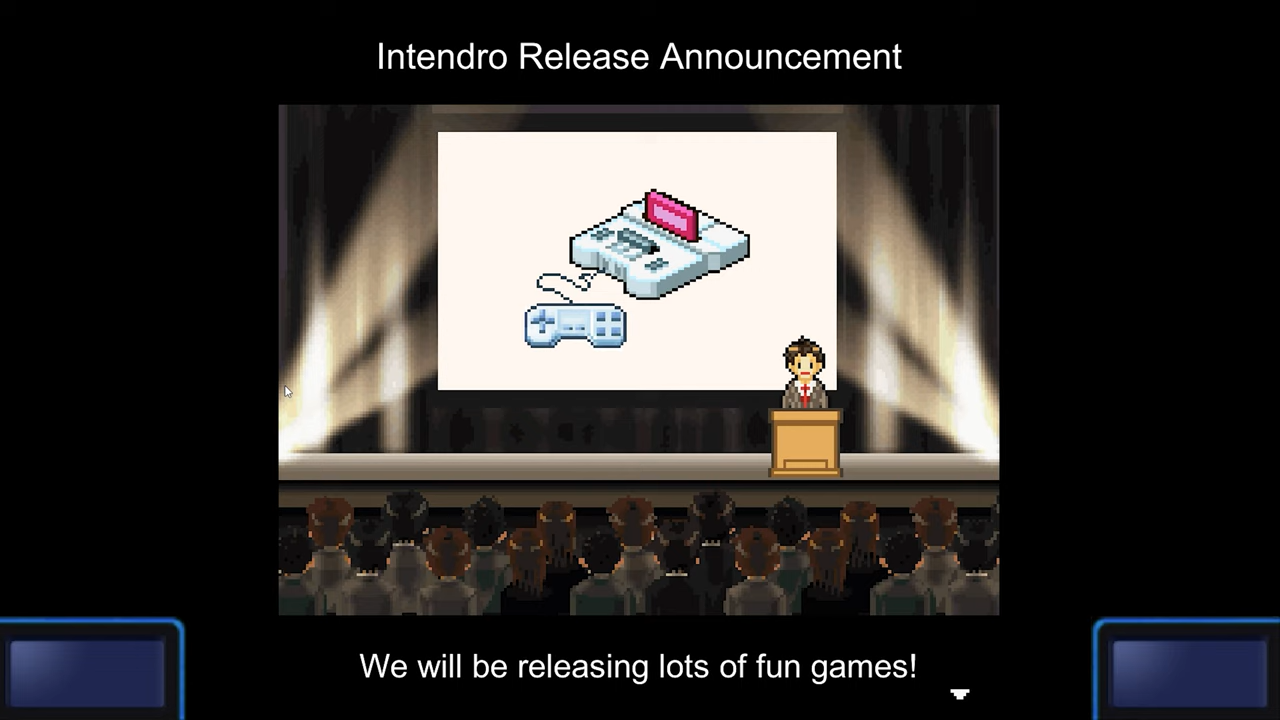 Intendro Release Announcement
We will be releasing lots of fun games!